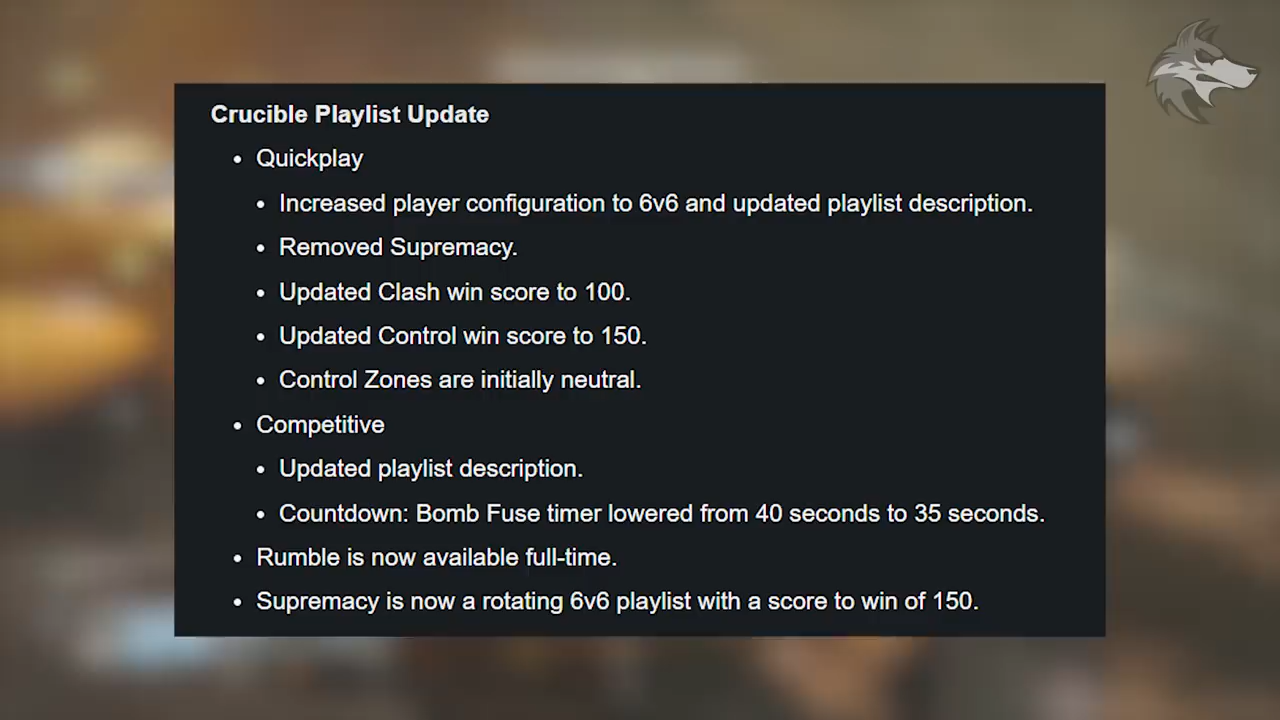 Crucible Playlist Update
• Quickplay
• Increased player configuration to 6v6 and updated playlist description.
• Removed Supremacy.
• Updated Clash win score to 100.
• Updated Control win score to 150.
• Control Zones are initially neutral.
• Competitive
• Updated playlist description.
• Countdown: Bomb Fuse timer lowered from 40 seconds to 35 seconds.
• Rumble is now available full-time.
• Supremacy is now a rotating 6v6 playlist with a score to win of 150.